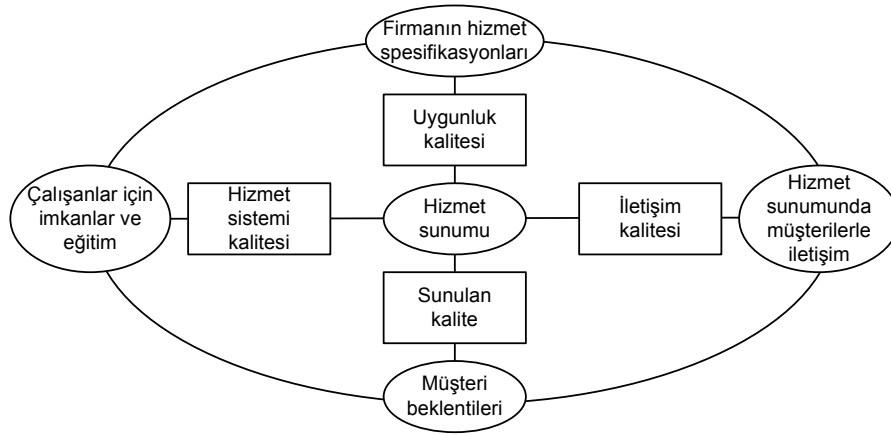 Firmanın hizmet
spesifikasyonları
Uygunluk
kalitesi
Çalışanlar için
imkanlar ve
eğitim
Hizmet
sistemi
kalitesi
Hizmet
sunumu
İletişim
kalitesi
Hizmet
sunumunda
müşterilerle
iletişim
Sunulan
kalite
Müşteri
beklentileri